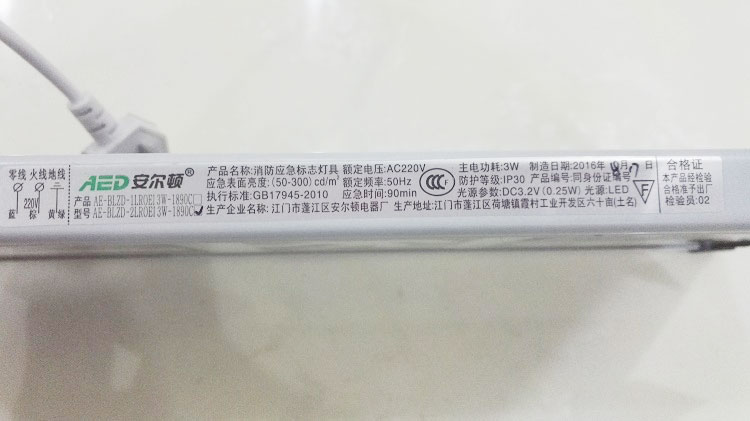 零线 火线 地线
220V
蓝 棕 黄绿
AED 安尔顿®
产品 AE-BLZD-1LROEI3W-1890C
型号 AE-BLZD-2LROEI3W-1890C
产品名称:消防应急标志灯具 额定电压:AC220V
应急表面亮度:(50-300)cd/m² 额定频率:50Hz
执行标准:GB17945-2010 应急时间:90min
CCC
主电功耗:3W 制造日期:2016年 月 日
防护等级:IP30 产品编号:同身份证编号
光源参数:DC3.2V(0.25W) 光源:LED
F
生产企业名称:江门市蓬江区安尔顿电器厂 生产地址:江门市蓬江区荷塘镇霞村工业开发区六十亩(土名)
合格证
本产品经检验
合格准予出厂
检验员:02